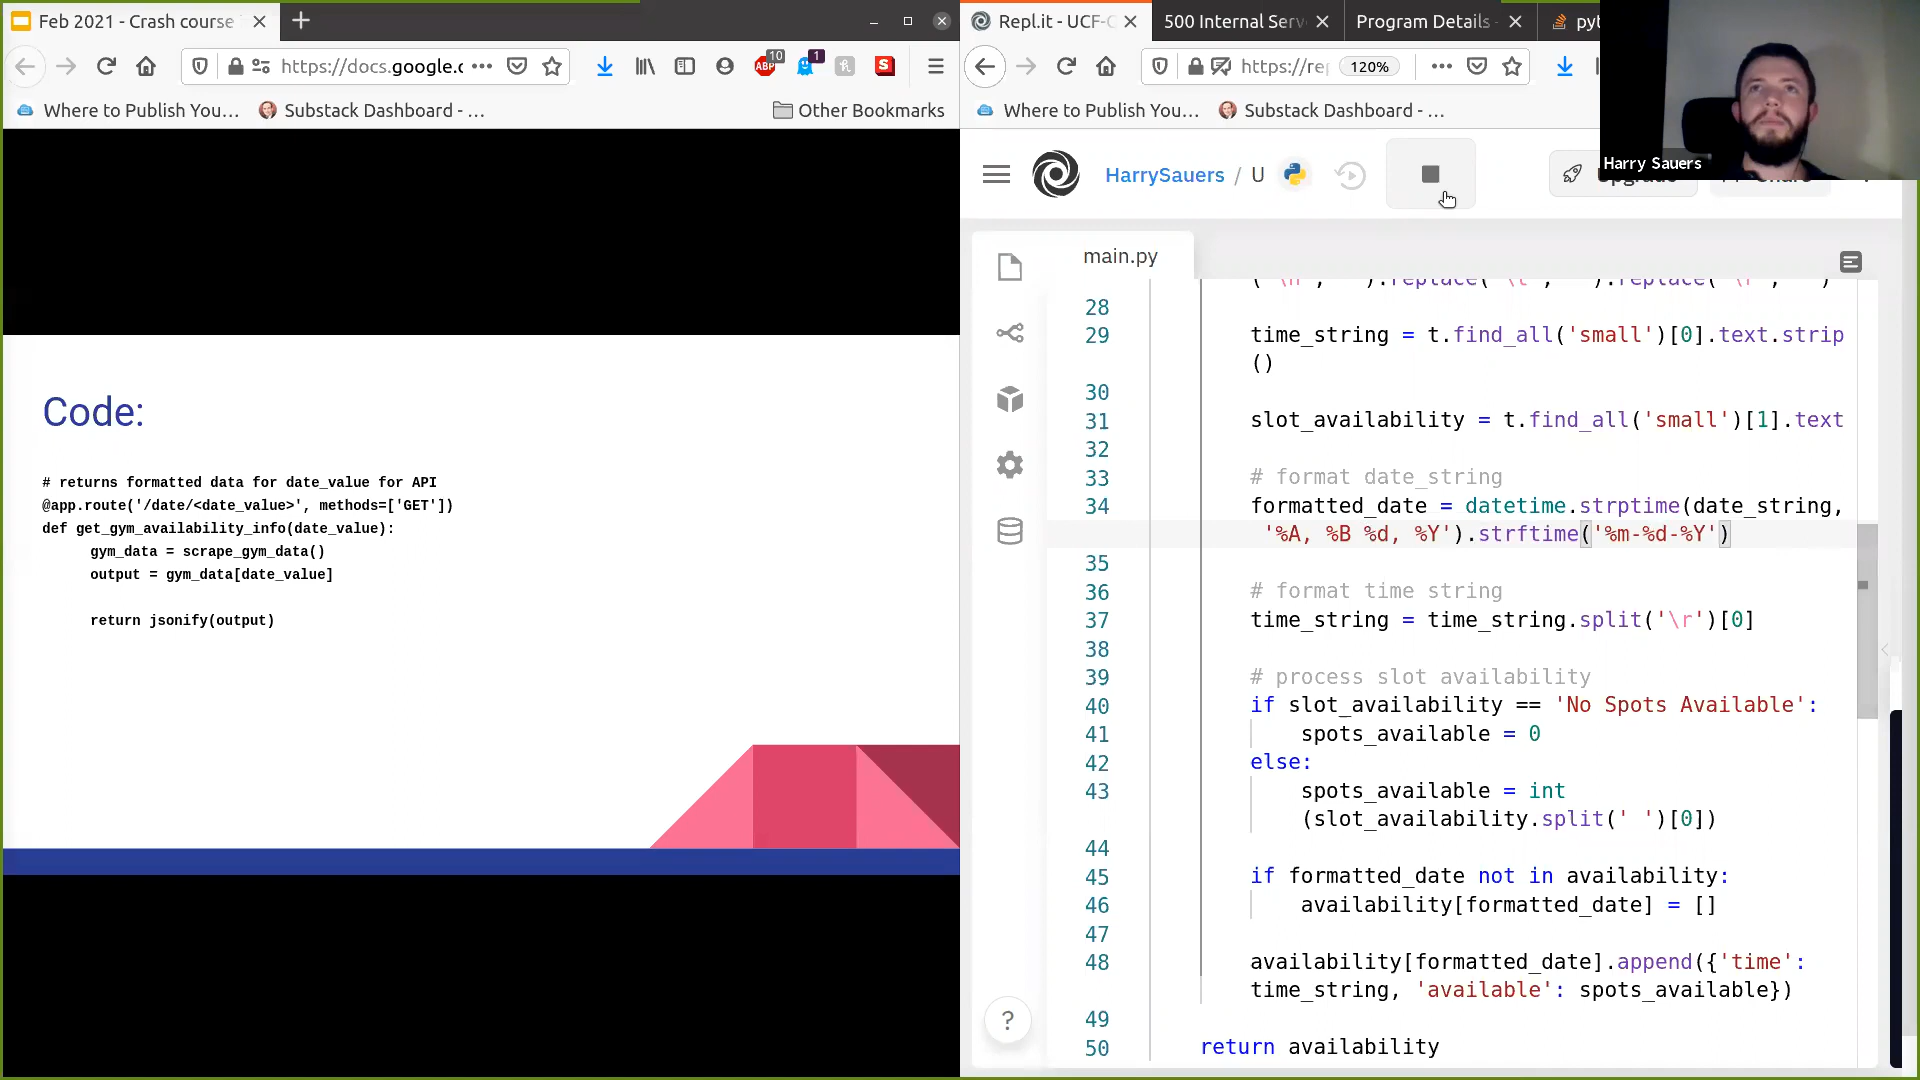 Feb 2021 - Crash course
https://docs.google.c
10
1
Where to Publish You...
Substack Dashboard - ...
Other Bookmarks
Code:
# returns formatted data for date_value for API
@app.route('/date/<date_value>', methods=['GET'])
def get_gym_availability_info(date_value):
gym_data = scrape_gym_data()
output = gym_data[date_value]
return jsonify(output)
Repl.it - UCF-G
500 Internal Serv
Program Details -
pyt
https://rep
120%
Where to Publish You...
Substack Dashboard - ...
Harry Sauers
HarrySauers / U
main.py
28
29 time_string = t.find_all('small')[0].text.strip
()
30
31 slot_availability = t.find_all('small')[1].text
32
33 # format date_string
34 formatted_date = datetime.strptime(date_string,
'%A, %B %d, %Y').strftime('%m-%d-%Y')
35
36 # format time string
37 time_string = time_string.split('\r')[0]
38
39 # process slot availability
40 if slot_availability == 'No Spots Available':
41 spots_available = 0
42 else:
43 spots_available = int
(slot_availability.split(' ')[0])
44
45 if formatted_date not in availability:
46 availability[formatted_date] = []
47
48 availability[formatted_date].append({'time':
time_string, 'available': spots_available})
49
50 return availability